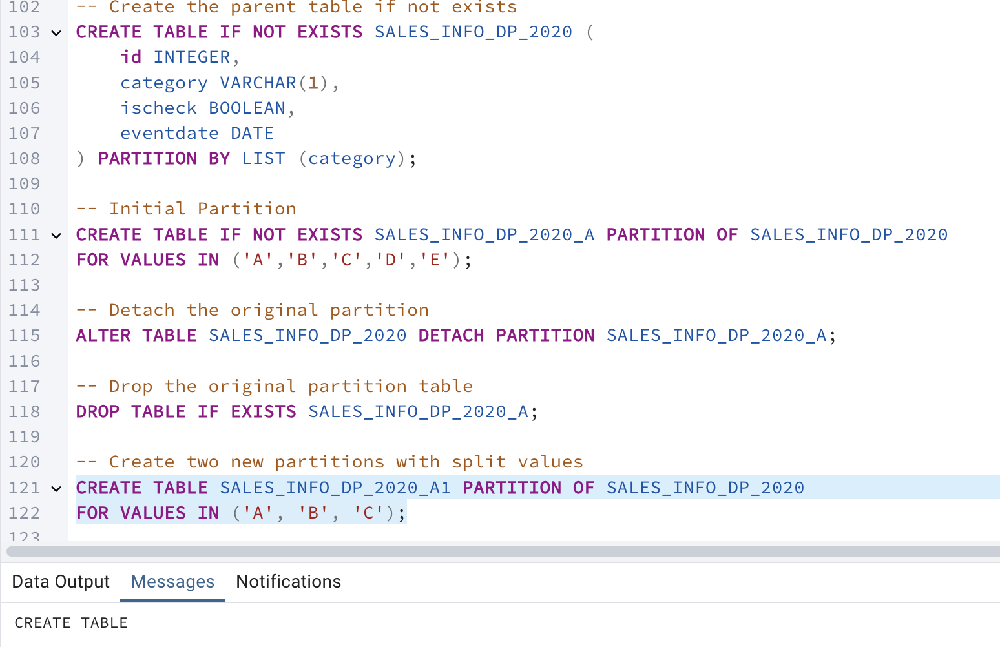 102 -- Create the parent table if not exists
103 CREATE TABLE IF NOT EXISTS SALES_INFO_DP_2020 (
104 id INTEGER,
105 category VARCHAR(1),
106 ischeck BOOLEAN,
107 eventdate DATE
108 ) PARTITION BY LIST (category);
109
110 -- Initial Partition
111 CREATE TABLE IF NOT EXISTS SALES_INFO_DP_2020_A PARTITION OF SALES_INFO_DP_2020
112 FOR VALUES IN ('A','B','C','D','E');
113
114 -- Detach the original partition
115 ALTER TABLE SALES_INFO_DP_2020 DETACH PARTITION SALES_INFO_DP_2020_A;
116
117 -- Drop the original partition table
118 DROP TABLE IF EXISTS SALES_INFO_DP_2020_A;
119
120 -- Create two new partitions with split values
121 CREATE TABLE SALES_INFO_DP_2020_A1 PARTITION OF SALES_INFO_DP_2020
122 FOR VALUES IN ('A', 'B', 'C');
123
Data Output Messages Notifications
CREATE TABLE